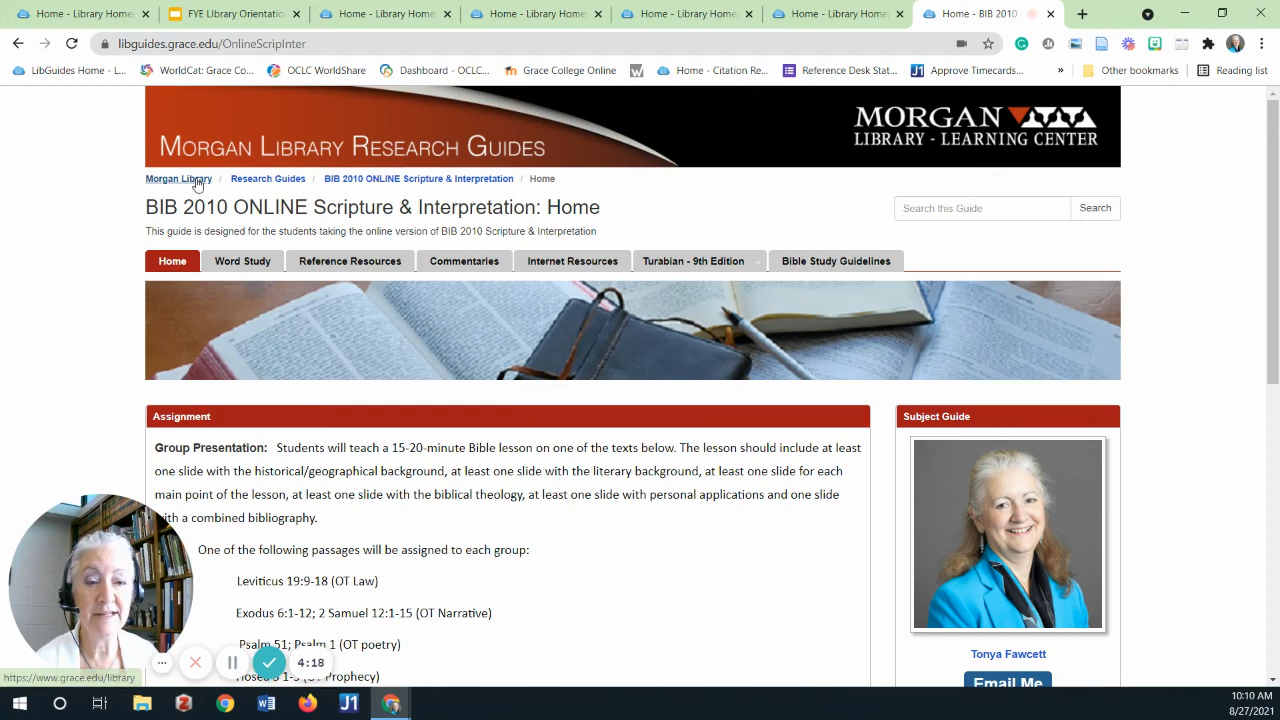 Home - Library Home
FYE Library Orientatio
Home - Library Home
Home - Library Home
Home - Library Home
Home - Library Home
Home - BIB 2010
libguides.grace.edu/OnlineScripInter
LibGuides Home - L...
WorldCat: Grace Co...
OCLC WorldShare
Dashboard - OCLC...
Grace College Online
Home - Citation Re...
Reference Desk Stat...
Approve Timecards...
»
Other bookmarks
Reading list
MORGAN LIBRARY RESEARCH GUIDES
MORGAN
LIBRARY - LEARNING CENTER
Morgan Library / Research Guides / BIB 2010 ONLINE Scripture & Interpretation / Home
BIB 2010 ONLINE Scripture & Interpretation: Home
Search this Guide
Search
This guide is designed for the students taking the online version of BIB 2010 Scripture & Interpretation
Home
Word Study
Reference Resources
Commentaries
Internet Resources
Turabian - 9th Edition
Bible Study Guidelines
Assignment
Group Presentation: Students will teach a 15-20-minute Bible lesson on one of the texts below. The lesson should include at least
one slide with the historical/geographical background, at least one slide with the literary background, at least one slide for each
main point of the lesson, at least one slide with the biblical theology, at least one slide with personal applications and one slide
with a combined bibliography.
One of the following passages will be assigned to each group:
Leviticus 19:9-18 (OT Law)
Exodus 6:1-12; 2 Samuel 12:1-15 (OT Narrative)
Psalm 51; Psalm 1 (OT poetry)
Subject Guide
Tonya Fawcett
Email Me
4:18
https://www.grace.edu/library
J1
10:10 AM
8/27/2021